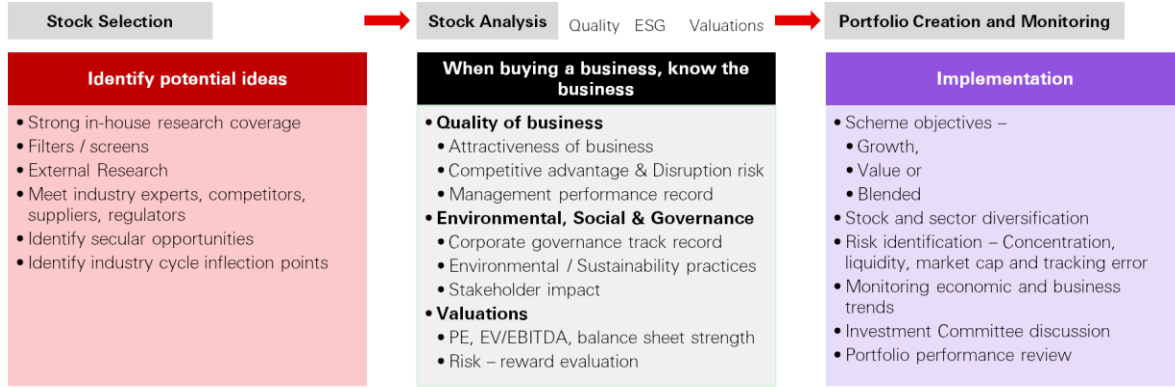 Stock Selection
Stock Analysis Quality ESG Valuations
Portfolio Creation and Monitoring
Identify potential ideas
• Strong in-house research coverage
• Filters / screens
• External Research
• Meet industry experts, competitors,
suppliers, regulators
• Identify secular opportunities
• Identify industry cycle inflection points
When buying a business, know the
business
• Quality of business
• Attractiveness of business
• Competitive advantage & Disruption risk
• Management performance record
• Environmental, Social & Governance
• Corporate governance track record
• Environmental / Sustainability practices
• Stakeholder impact
• Valuations
• PE, EV/EBITDA, balance sheet strength
• Risk – reward evaluation
Implementation
• Scheme objectives –
• Growth,
• Value or
• Blended
• Stock and sector diversification
• Risk identification – Concentration,
liquidity, market cap and tracking error
• Monitoring economic and business
trends
• Investment Committee discussion
• Portfolio performance review